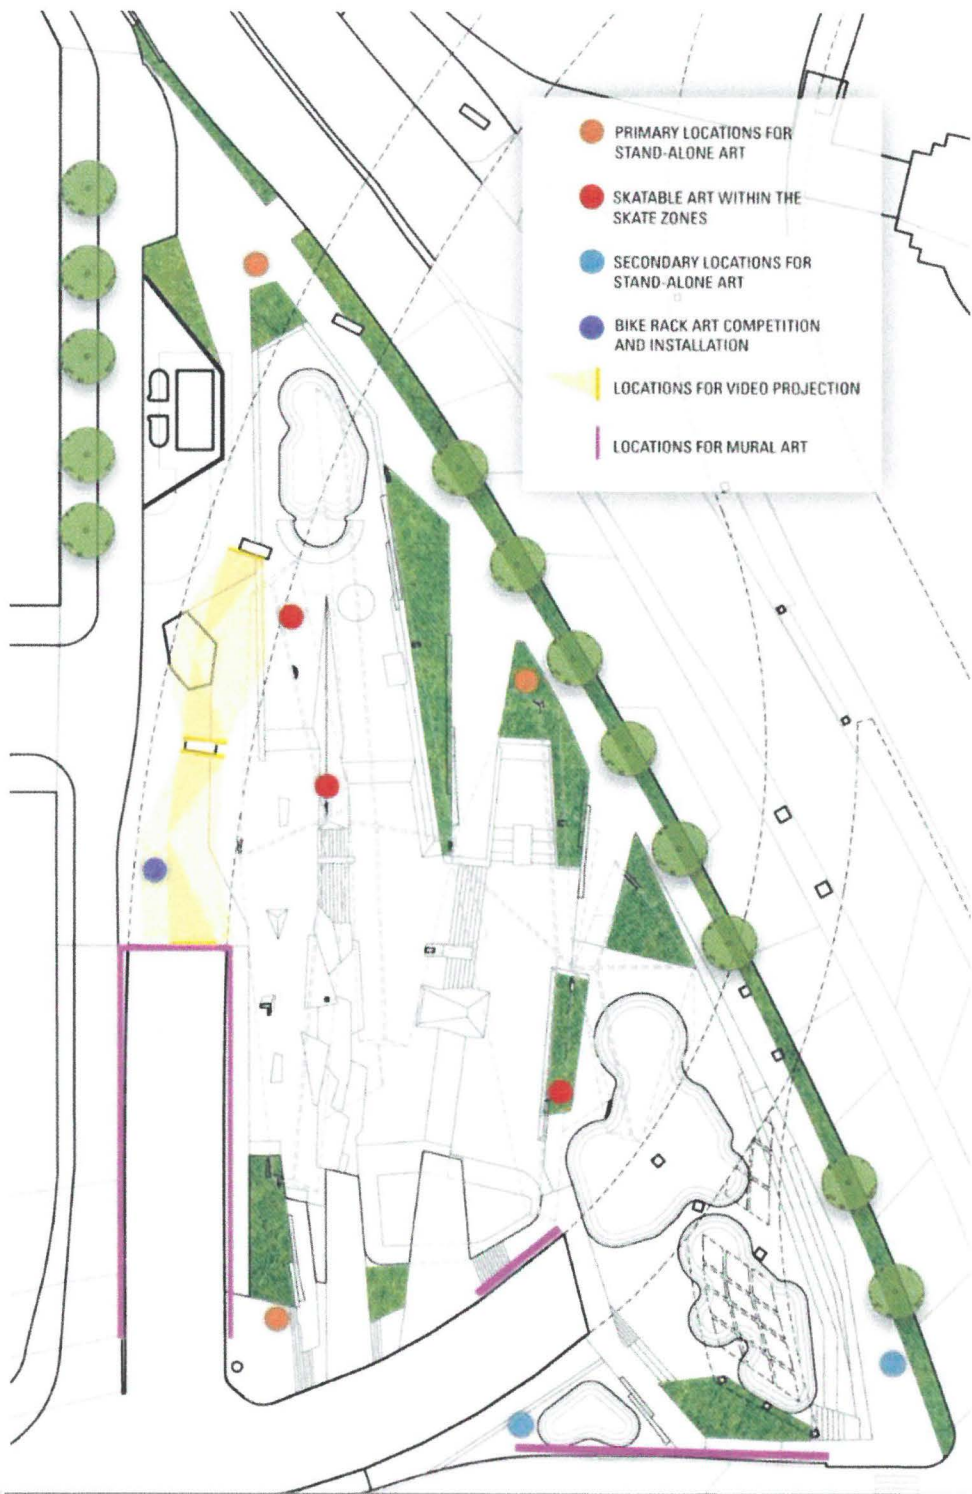 PRIMARY LOCATIONS FOR
STAND-ALONE ART
SKATABLE ART WITHIN THE
SKATE ZONES
SECONDARY LOCATIONS FOR
STAND-ALONE ART
BIKE RACK ART COMPETITION
AND INSTALLATION
LOCATIONS FOR VIDEO PROJECTION
LOCATIONS FOR MURAL ART